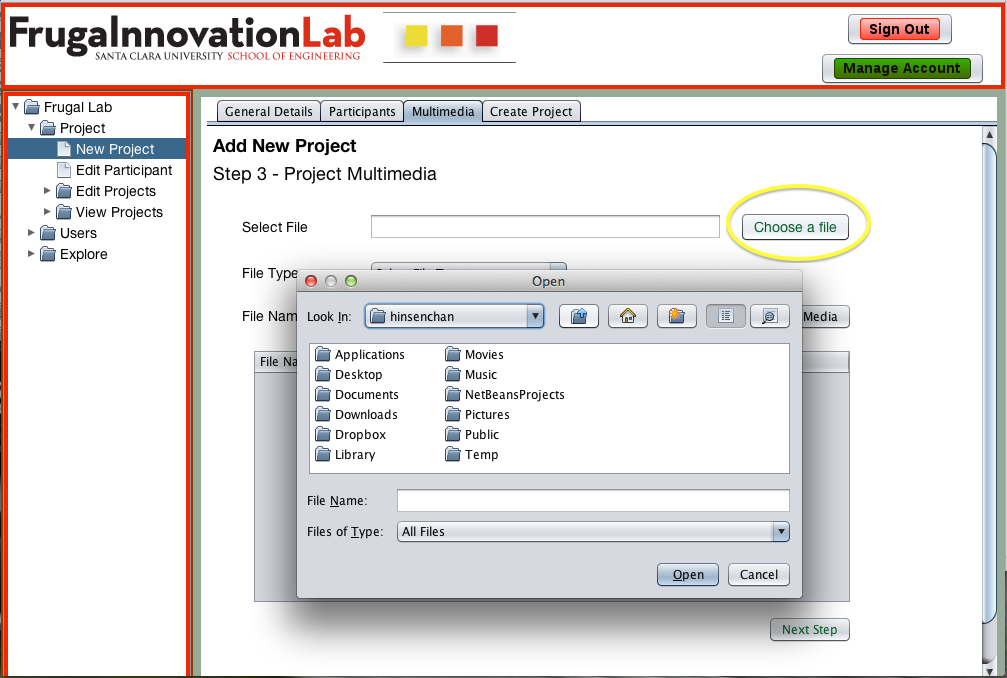 FrugaInnovationLab
SANTA CLARA UNIVERSITY SCHOOL OF ENGINEERING
Sign Out
Manage Account
Frugal Lab
Project
New Project
Edit Participant
Edit Projects
View Projects
Users
Explore
General Details Participants Multimedia Create Project
Add New Project
Step 3 - Project Multimedia
Select File
Choose a file
File Type
Open
File Nam
Look In: hinsenchan
Media
File Na
Applications Movies
Desktop Music
Documents NetBeansProjects
Downloads Pictures
Dropbox Public
Library Temp
File Name:
Files of Type: All Files
Open Cancel
Next Step